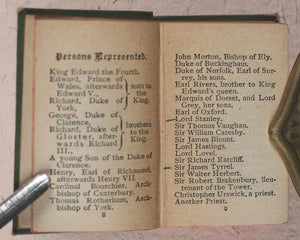 Persons Represented.
King Edward the Fourth.
Edward, Prince of
Wales, afterwards
Edward V.,
Richard, Duke of
York,
sons to
the
King.
George, Duke of
Clarence,
Richard, Duke of
Gloster, after-
wards Richard
III.,
brothers
to the
King.
A young Son of the Duke
of Clarence.
Henry, Earl of Richmond,
afterwards Henry VII.
Cardinal Bourchier, Arch-
bishop of Canterbury.
Thomas Rotherham, Arch-
bishop of York.
8
John Morton, Bishop of Ely.
Duke of Buckingham.
Duke of Norfolk, Earl of Sur-
rey, his son.
Earl Rivers, brother to King
Edward's queen.
Marquis of Dorset, and Lord
Grey, her sons.
Earl of Oxford.
Lord Stanley.
Sir Thomas Vaughan.
Sir William Catesby.
Sir James Blount.
Lord Hastings.
Lord Lovel.
Sir Richard Ratcliff.
Sir James Tyrrel.
Sir Walter Herbert.
Sir Robert Brakenbury, lieu-
tenant of the Tower.
Christopher Urswick, a priest.
Another Priest.
9